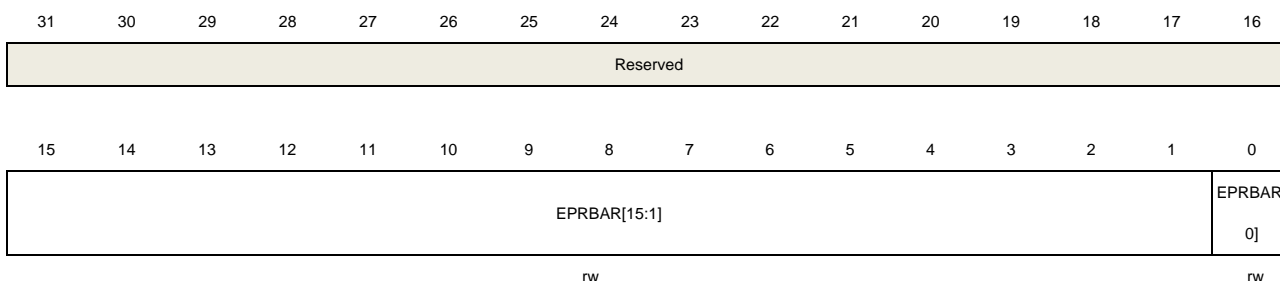 31 30 29 28 27 26 25 24 23 22 21 20 19 18 17 16
Reserved
15 14 13 12 11 10 9 8 7 6 5 4 3 2 1 0
EPRBAR[15:1]
EPRBAR
0]
rw rw